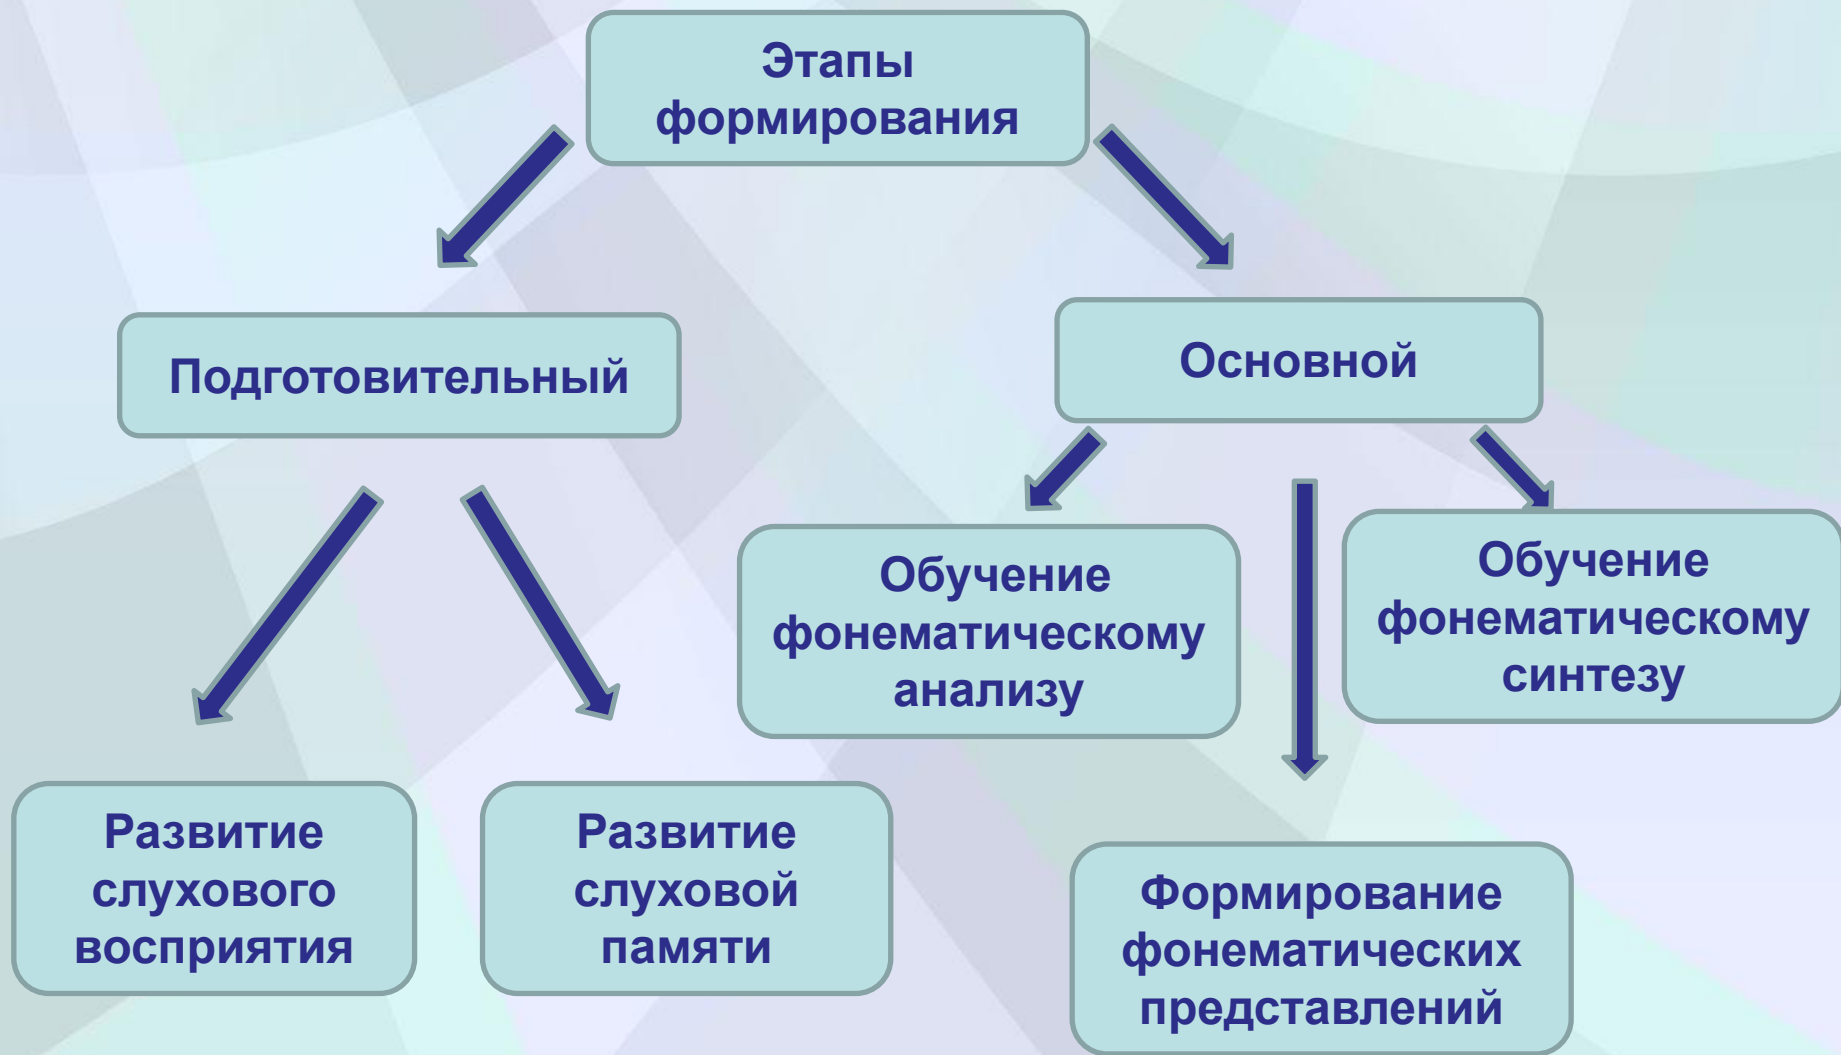 Этапы
формирования
Подготовительный
Основной
Обучение
фонематическому
анализу
Обучение
фонематическому
синтезу
Развитие
слухового
восприятия
Развитие
слуховой
памяти
Формирование
фонематических
представлений